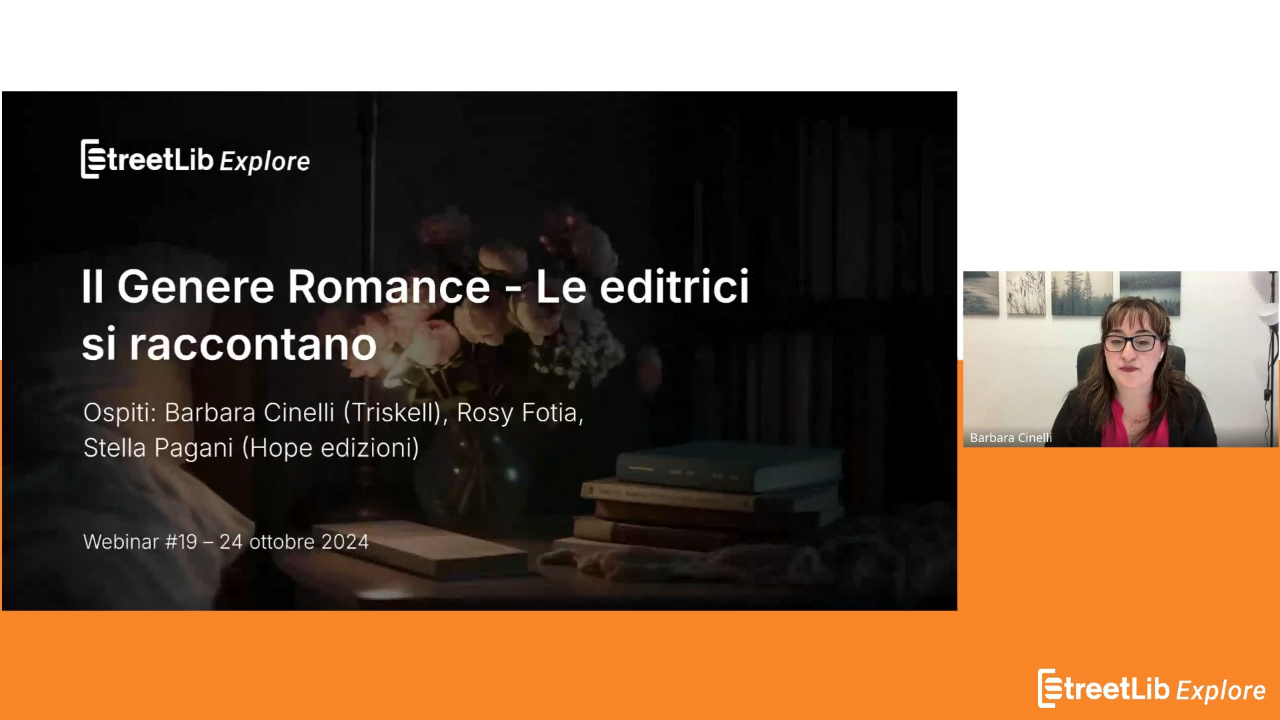 StreetLib Explore
Il Genere Romance - Le editrici
si raccontano
Ospiti: Barbara Cinelli (Triskell), Rosy Fotia,
Stella Pagani (Hope edizioni)
Webinar #19 – 24 ottobre 2024
Barbara Cinelli
StreetLib Explore